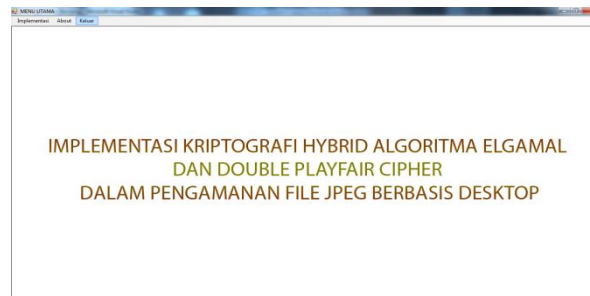 MENU UTAMA
Implementasi About Keluar
IMPLEMENTASI KRIPTOGRAFI HYBRID ALGORITMA ELGAMAL
DAN DOUBLE PLAYFAIR CIPHER
DALAM PENGAMANAN FILE JPEG BERBASIS DESKTOP